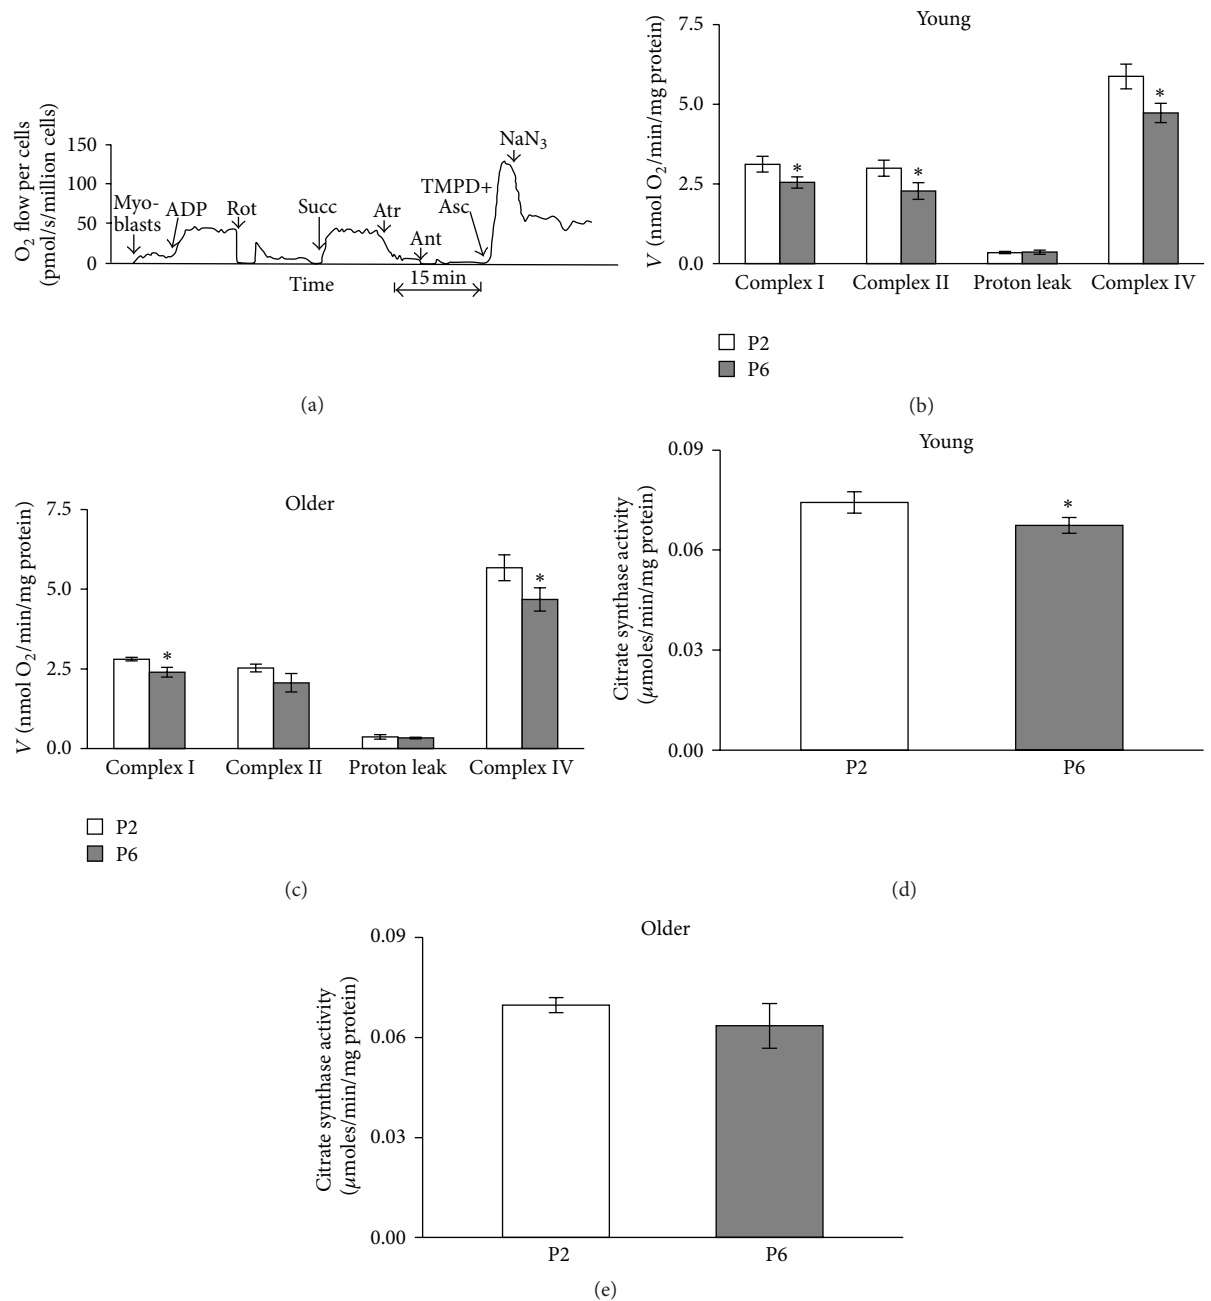 O2 flow per cells
(pmol/s/million cells)
150
100
50
0
Myo-
blasts
ADP
Rot
Succ
Atr
Ant
TMPD+
Asc
NaN3
Time
15 min
(a)
Young
V (nmol O2/min/mg protein)
7.5
5.0
2.5
0.0
*
*
*
Complex I
Complex II
Proton leak
Complex IV
P2
P6
(b)
Older
V (nmol O2/min/mg protein)
7.5
5.0
2.5
0.0
*
*
Complex I
Complex II
Proton leak
Complex IV
P2
P6
(c)
Young
Citrate synthase activity
(μmoles/min/mg protein)
0.09
0.06
0.03
0.00
*
P2
P6
(d)
Older
Citrate synthase activity
(μmoles/min/mg protein)
0.09
0.06
0.03
0.00
P2
P6
(e)